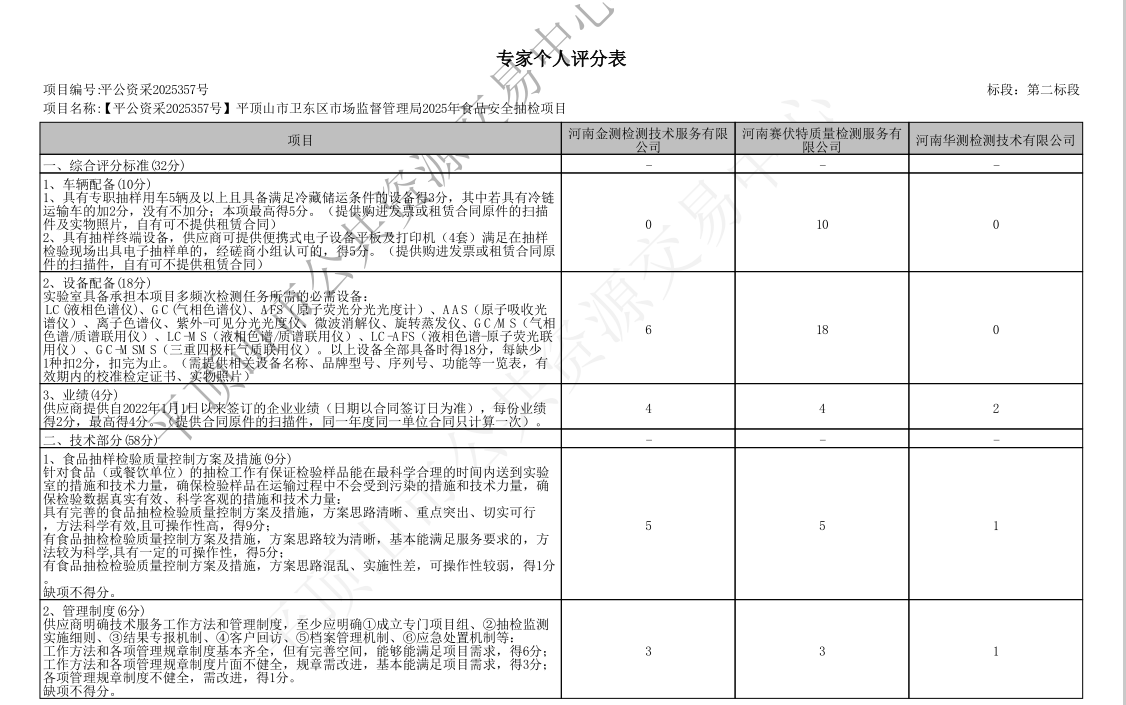 专家个人评分表
项目编号:平公资采2025357号
标段：第二标段
项目名称:【平公资采2025357号】平顶山市卫东区市场监督管理局2025年食品安全抽检项目
项目
河南金测检测技术服务有限
公司
河南赛伏特质量检测服务有
限公司
河南华测检测技术有限公司
一、综合评分标准(32分)
-
-
-
1、车辆配备(10分)
1、具有专职抽样用车5辆及以上且具备满足冷藏储运条件的设备得3分，其中若具有冷链
运输车的加2分，没有不加分；本项最高得5分。（提供购进发票或租赁合同原件的扫描
件及实物照片，自有可不提供租赁合同）
2、具有抽样终端设备，供应商可提供便携式电子设备平板及打印机（4套）满足在抽样
检验现场出具电子抽样单的，经磋商小组认可的，得5分。（提供购进发票或租赁合同原
件的扫描件，自有可不提供租赁合同）
0
10
0
2、设备配备(18分)
实验室具备承担本项目多频次检测任务所需的必需设备：
LC(液相色谱仪)、GC(气相色谱仪)、AFS（原子荧光分光光度计）、AAS（原子吸收光
谱仪）、离子色谱仪、紫外-可见分光光度仪、微波消解仪、旋转蒸发仪、GC/MS（气相
色谱/质谱联用仪）、LC-MS（液相色谱/质谱联用仪）、LC-AFS（液相色谱-原子荧光联
用仪）、GC-MSMS（三重四极杆气质联用仪）。以上设备全部具备时得18分，每缺少
1种扣2分，扣完为止。（需提供相关设备名称、品牌型号、序列号、功能等一览表，有
效期内的校准检定证书、实物照片）
6
18
0
3、业绩(4分)
供应商提供自2022年1月1日以来签订的企业业绩（日期以合同签订日为准），每份业绩
得2分，最高得4分。（提供合同原件的扫描件，同一年度同一单位合同只计算一次）。
4
4
2
二、技术部分(58分)
-
-
-
1、食品抽样检验质量控制方案及措施(9分)
针对食品（或餐饮单位）的抽检工作有保证检验样品能在最科学合理的时间内送到实验
室的措施和技术力量，确保检验样品在运输过程中不会受到污染的措施和技术力量，确
保检验数据真实有效、科学客观的措施和技术力量：
具有完善的食品抽检检验质量控制方案及措施，方案思路清晰、重点突出、切实可行
，方法科学有效,且可操作性高，得9分；
有食品抽检检验质量控制方案及措施，方案思路较为清晰，基本能满足服务要求的，方
法较为科学,具有一定的可操作性，得5分；
有食品抽检检验质量控制方案及措施，方案思路混乱、实施性差，可操作性较弱，得1分
。
缺项不得分。
5
5
1
2、管理制度(6分)
供应商明确技术服务工作方法和管理制度，至少应明确①成立专门项目组、②抽检监测
实施细则、③结果专报机制、④客户回访、⑤档案管理机制、⑥应急处置机制等：
工作方法和各项管理规章制度基本齐全，但有完善空间，能够能满足项目需求，得6分；
工作方法和各项管理规章制度片面不健全，规章需改进，基本能满足项目需求，得3分；
各项管理规章制度不健全，需改进，得1分。
缺项不得分。
3
3
1
平顶山市公共资源交易中心
平顶山市公共资源交易中心